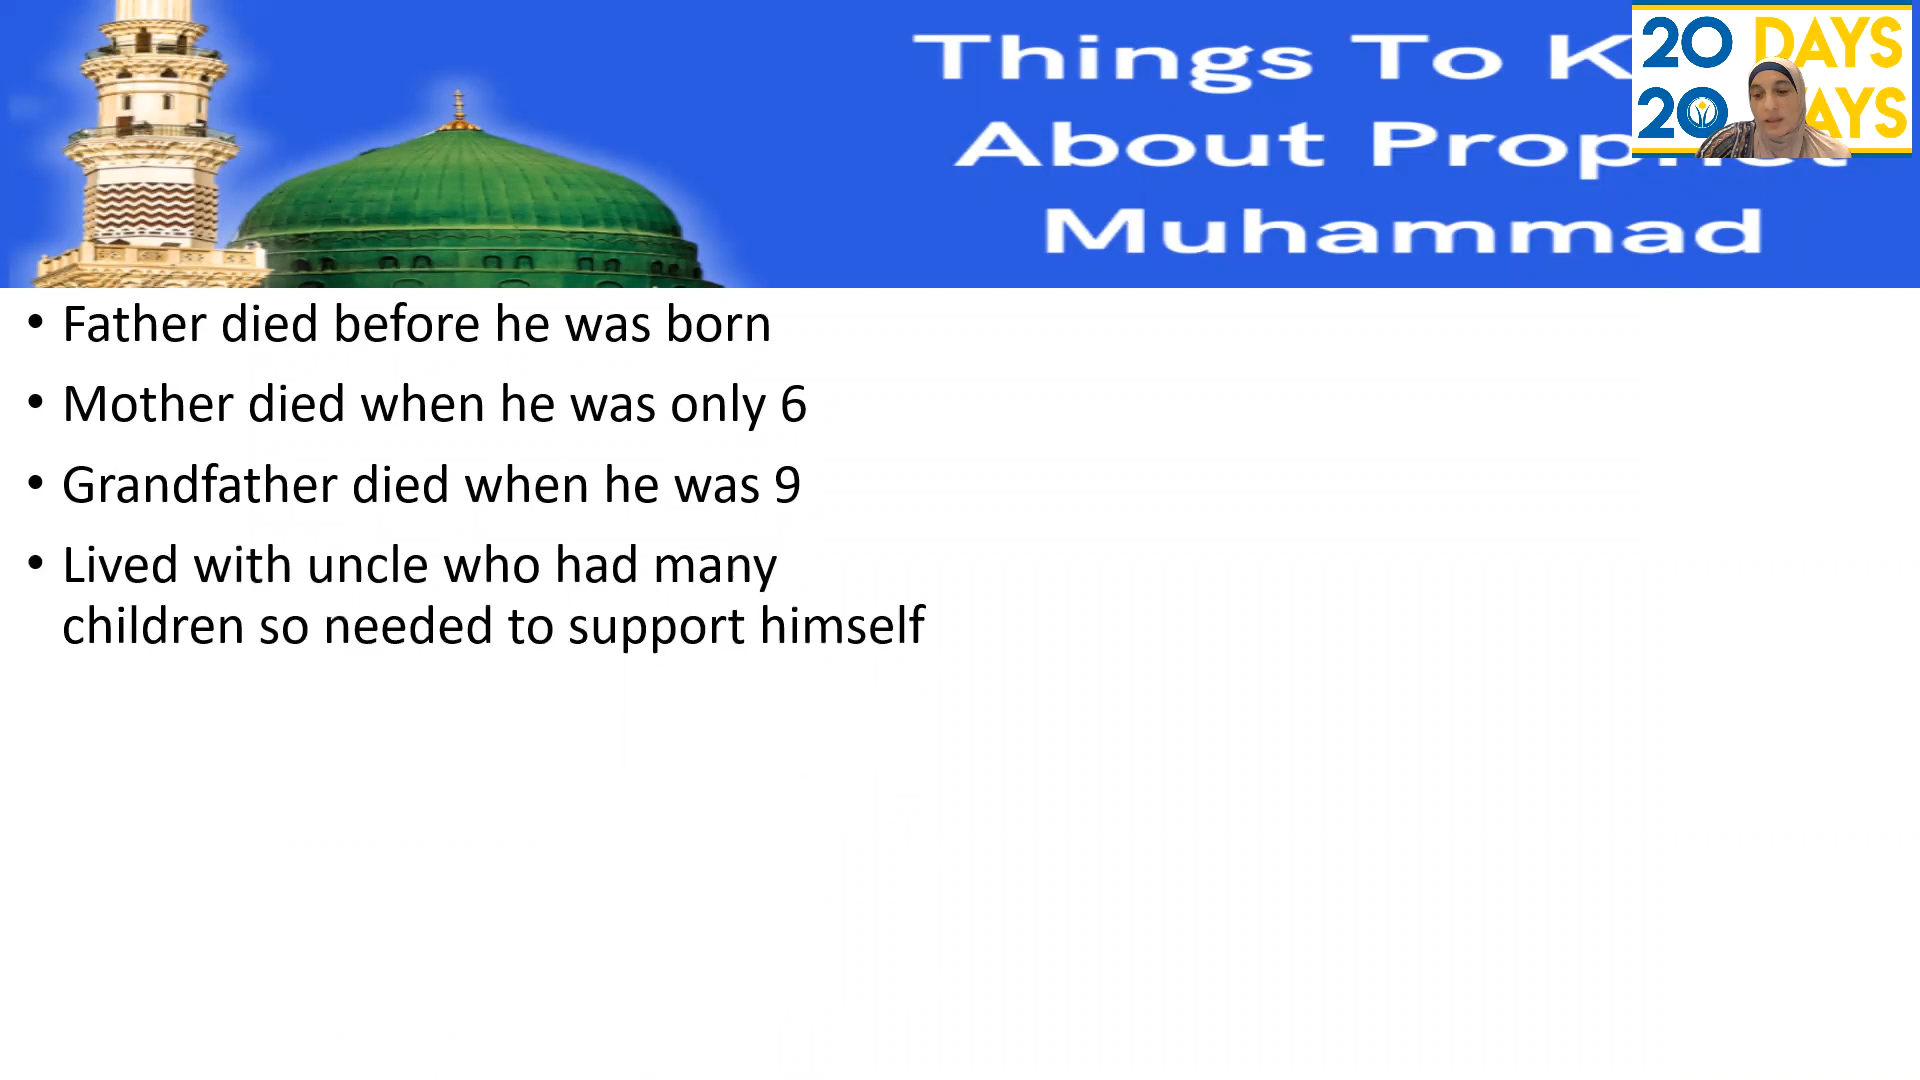 Things To K
About Prophet
Muhammad
20 DAYS
20 WAYS
• Father died before he was born
• Mother died when he was only 6
• Grandfather died when he was 9
• Lived with uncle who had many
children so needed to support himself